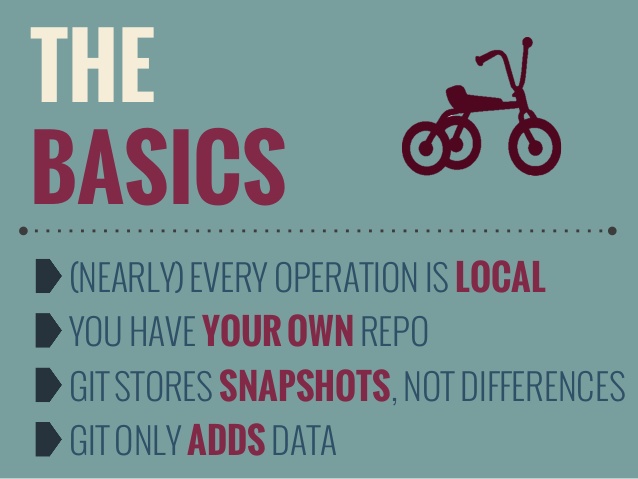 THE
BASICS
(NEARLY) EVERY OPERATION IS LOCAL
YOU HAVE YOUR OWN REPO
GIT STORES SNAPSHOTS, NOT DIFFERENCES
GIT ONLY ADDS DATA